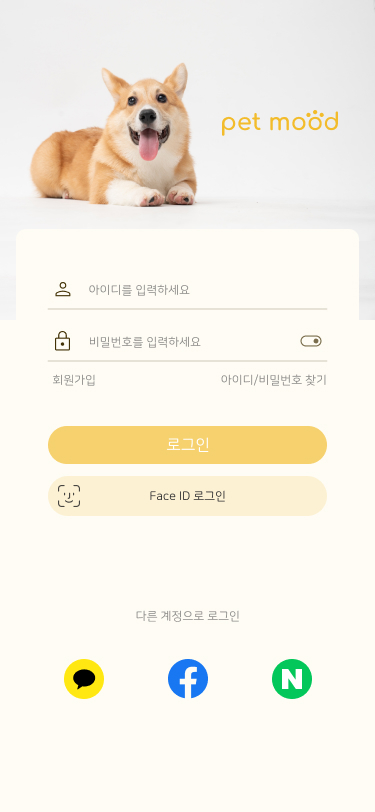 pet mood
아이디를 입력하세요
비밀번호를 입력하세요
회원가입
아이디/비밀번호 찾기
로그인
Face ID 로그인
다른 계정으로 로그인
N